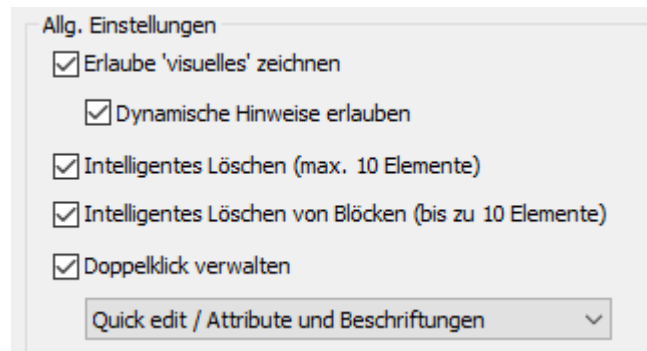 Allg. Einstellungen
Erlaube 'visuelles' zeichnen
Dynamische Hinweise erlauben
Intelligentes Löschen (max. 10 Elemente)
Intelligentes Löschen von Blöcken (bis zu 10 Elemente)
Doppelklick verwalten
Quick edit / Attribute und Beschriftungen